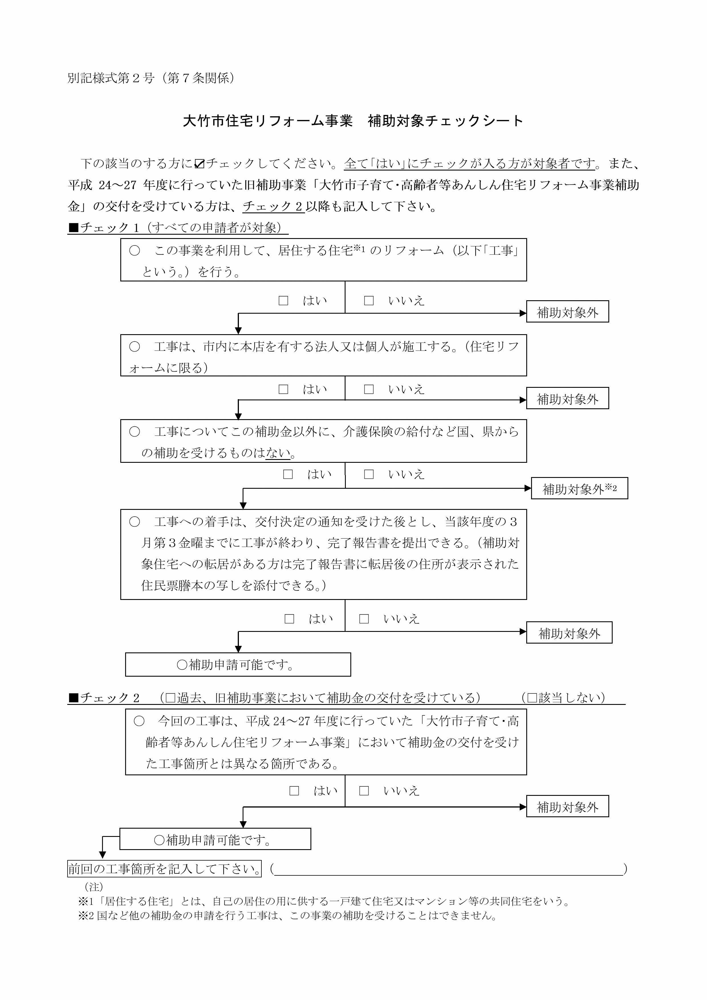 別記様式第２号（第７条関係）
大竹市住宅リフォーム事業　補助対象チェックシート
下の該当のする方に☑チェックしてください。全て「はい」にチェックが入る方が対象者です。また、
平成 24～27 年度に行っていた旧補助事業「大竹市子育て・高齢者等あんしん住宅リフォーム事業補助
金」の交付を受けている方は、チェック２以降も記入して下さい。
■チェック１（すべての申請者が対象）
○　この事業を利用して、居住する住宅※1 のリフォーム（以下「工事」
という。）を行う。
□　はい　　□　いいえ
補助対象外
○　工事は、市内に本店を有する法人又は個人が施工する。（住宅リフ
ォームに限る）
□　はい　　□　いいえ
補助対象外
○　工事についてこの補助金以外に、介護保険の給付など国、県から
の補助を受けるものはない。
□　はい　　□　いいえ
補助対象外※2
○　工事への着手は、交付決定の通知を受けた後とし、当該年度の３
月第３金曜までに工事が終わり、完了報告書を提出できる。（補助対
象住宅への転居がある方は完了報告書に転居後の住所が表示された
住民票謄本の写しを添付できる。）
□　はい　　□　いいえ
補助対象外
○補助申請可能です。
■チェック２　（□過去、旧補助事業において補助金の交付を受けている）　　（□該当しない）
○　今回の工事は、平成 24～27 年度に行っていた「大竹市子育て・高
齢者等あんしん住宅リフォーム事業」において補助金の交付を受け
た工事箇所とは異なる箇所である。
□　はい　　□　いいえ
補助対象外
○補助申請可能です。
前回の工事箇所を記入して下さい。（　　　　）
（注）
※1「居住する住宅」とは、自己の居住の用に供する一戸建て住宅又はマンション等の共同住宅をいう。
※2 国など他の補助金の申請を行う工事は、この事業の補助を受けることはできません。